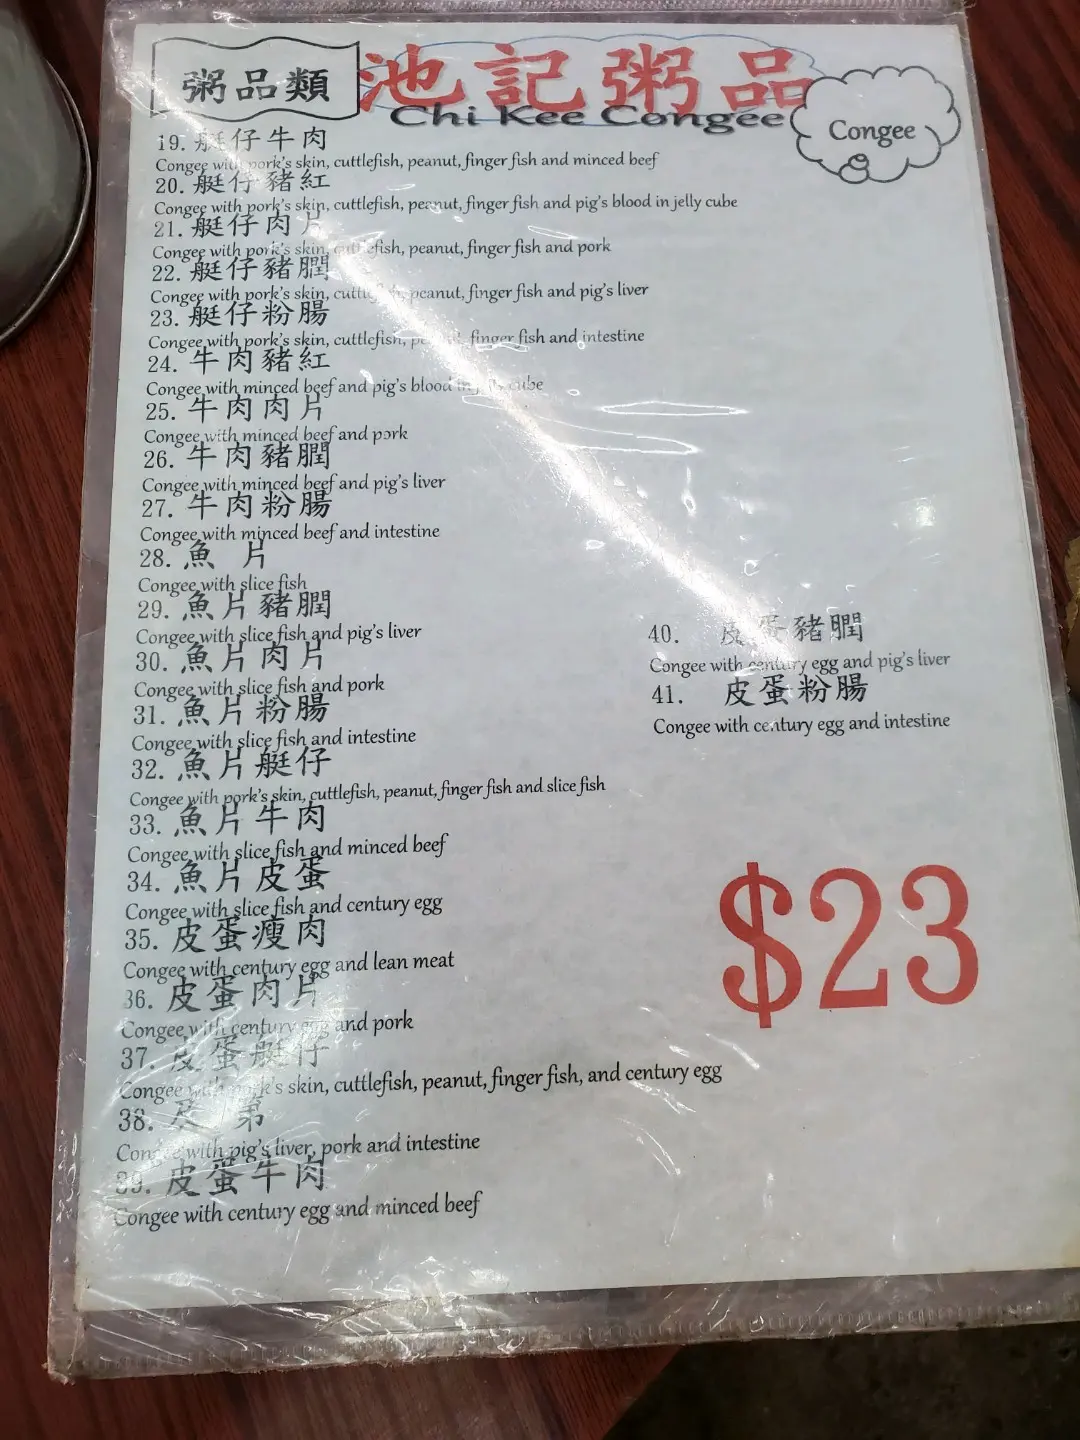 粥品類
池記粥品
Chi Kee Congee
Congee
19. 艇仔牛肉
Congee with pork's skin, cuttlefish, peanut, finger fish and minced beef
20. 艇仔豬紅
Congee with pork's skin, cuttlefish, peanut, finger fish and pig's blood in jelly cube
21. 艇仔肉片
Congee with pork's skin, cuttlefish, peanut, finger fish and pork
22. 艇仔豬膶
Congee with pork's skin, cuttlefish, peanut, finger fish and pig's liver
23. 艇仔粉腸
Congee with pork's skin, cuttlefish, peanut, finger fish and intestine
24. 牛肉豬紅
Congee with minced beef and pig's blood in jelly cube
25. 牛肉肉片
Congee with minced beef and pork
26. 牛肉豬膶
Congee with minced beef and pig's liver
27. 牛肉粉腸
Congee with minced beef and intestine
28. 魚 片
Congee with slice fish
29. 魚片豬膶
Congee with slice fish and pig's liver
30. 魚片肉片
Congee with slice fish and pork
31. 魚片粉腸
Congee with slice fish and intestine
32. 魚片艇仔
Congee with pork's skin, cuttlefish, peanut, finger fish and slice fish
33. 魚片牛肉
Congee with slice fish and minced beef
34. 魚片皮蛋
Congee with slice fish and century egg
35. 皮蛋瘦肉
Congee with century egg and lean meat
36. 皮蛋肉片
Congee with century egg and pork
37. 皮蛋艇仔
Congee with pork's skin, cuttlefish, peanut, finger fish, and century egg
38. 及 第
Congee with pig's liver, pork and intestine
39. 皮蛋牛肉
Congee with century egg and minced beef
40. 皮蛋豬膶
Congee with century egg and pig's liver
41. 皮蛋粉腸
Congee with century egg and intestine
$23